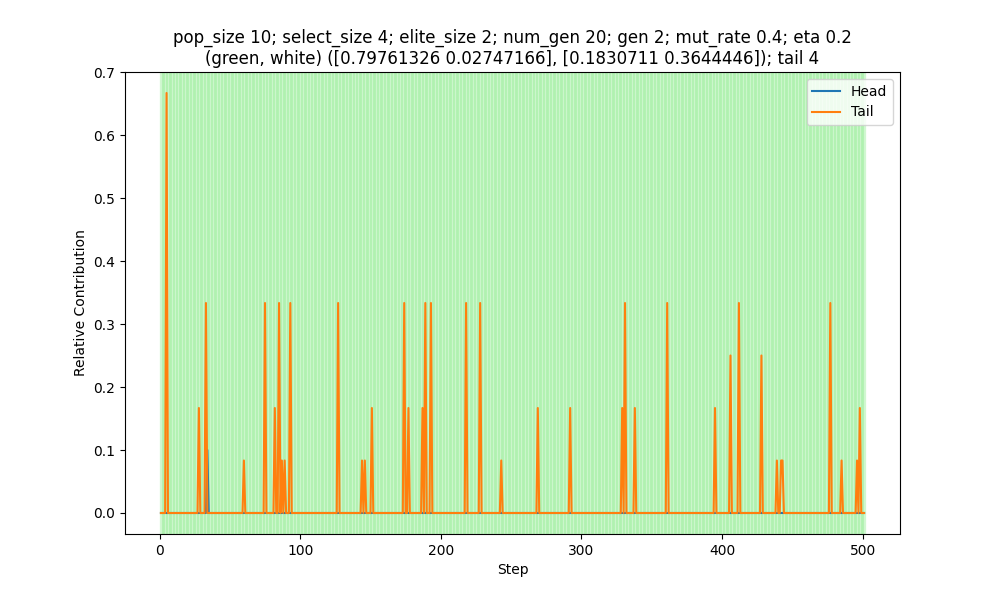 pop_size 10; select_size 4; elite_size 2; num_gen 20; gen 2; mut_rate 0.4; eta 0.2
(green, white) ([0.79761326 0.02747166], [0.1830711 0.3644446]); tail 4
Head
Tail
Relative Contribution
0.7
0.6
0.5
0.4
0.3
0.2
0.1
0.0
0
100
200
300
400
500
Step